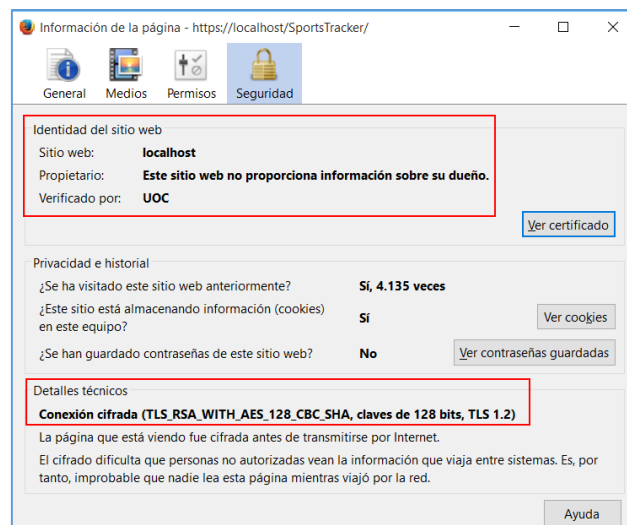 Información de la página - https://localhost/SportsTracker/
General Medios Permisos Seguridad
Identidad del sitio web
Sitio web: localhost
Propietario: Este sitio web no proporciona información sobre su dueño.
Verificado por: UOC
Ver certificado
Privacidad e historial
¿Se ha visitado este sitio web anteriormente? Sí, 4.135 veces
¿Este sitio está almacenando información (cookies)
en este equipo? Sí Ver cookies
¿Se han guardado contraseñas de este sitio web? No Ver contraseñas guardadas
Detalles técnicos
Conexión cifrada (TLS_RSA_WITH_AES_128_CBC_SHA, claves de 128 bits, TLS 1.2)
La página que está viendo fue cifrada antes de transmitirse por Internet.
El cifrado dificulta que personas no autorizadas vean la información que viaja entre sistemas. Es, por
tanto, improbable que nadie lea esta página mientras viajó por la red.
Ayuda